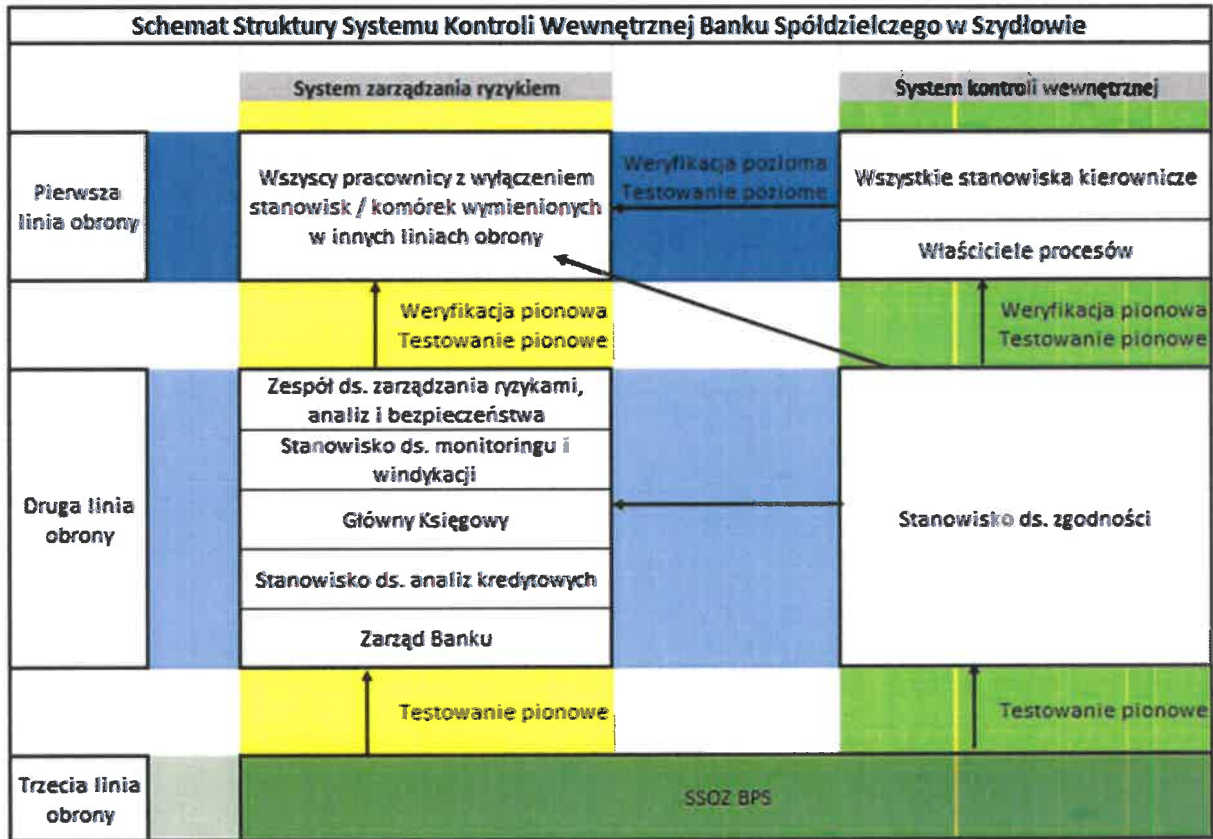 Schemat Struktury Systemu Kontroli Wewnętrznej Banku Spółdzielczego w Szydłowie
System zarządzania ryzykiem
System kontroli wewnętrznej
Pierwsza
linia obrony
Wszyscy pracownicy z wyłączeniem
stanowisk / komórek wymienionych
w innych liniach obrony
Weryfikacja pozioma
Testowanie poziome
Wszystkie stanowiska kierownicze
Właściciele procesów
Weryfikacja pionowa
Testowanie pionowe
Weryfikacja pionowa
Testowanie pionowe
Druga linia
obrony
Zespół ds. zarządzania ryzykami,
analiz i bezpieczeństwa
Stanowisko ds. monitoringu i
windykacji
Główny Księgowy
Stanowisko ds. analiz kredytowych
Zarząd Banku
Stanowisko ds. zgodności
Testowanie pionowe
Testowanie pionowe
Trzecia linia
obrony
SSOZ BPS